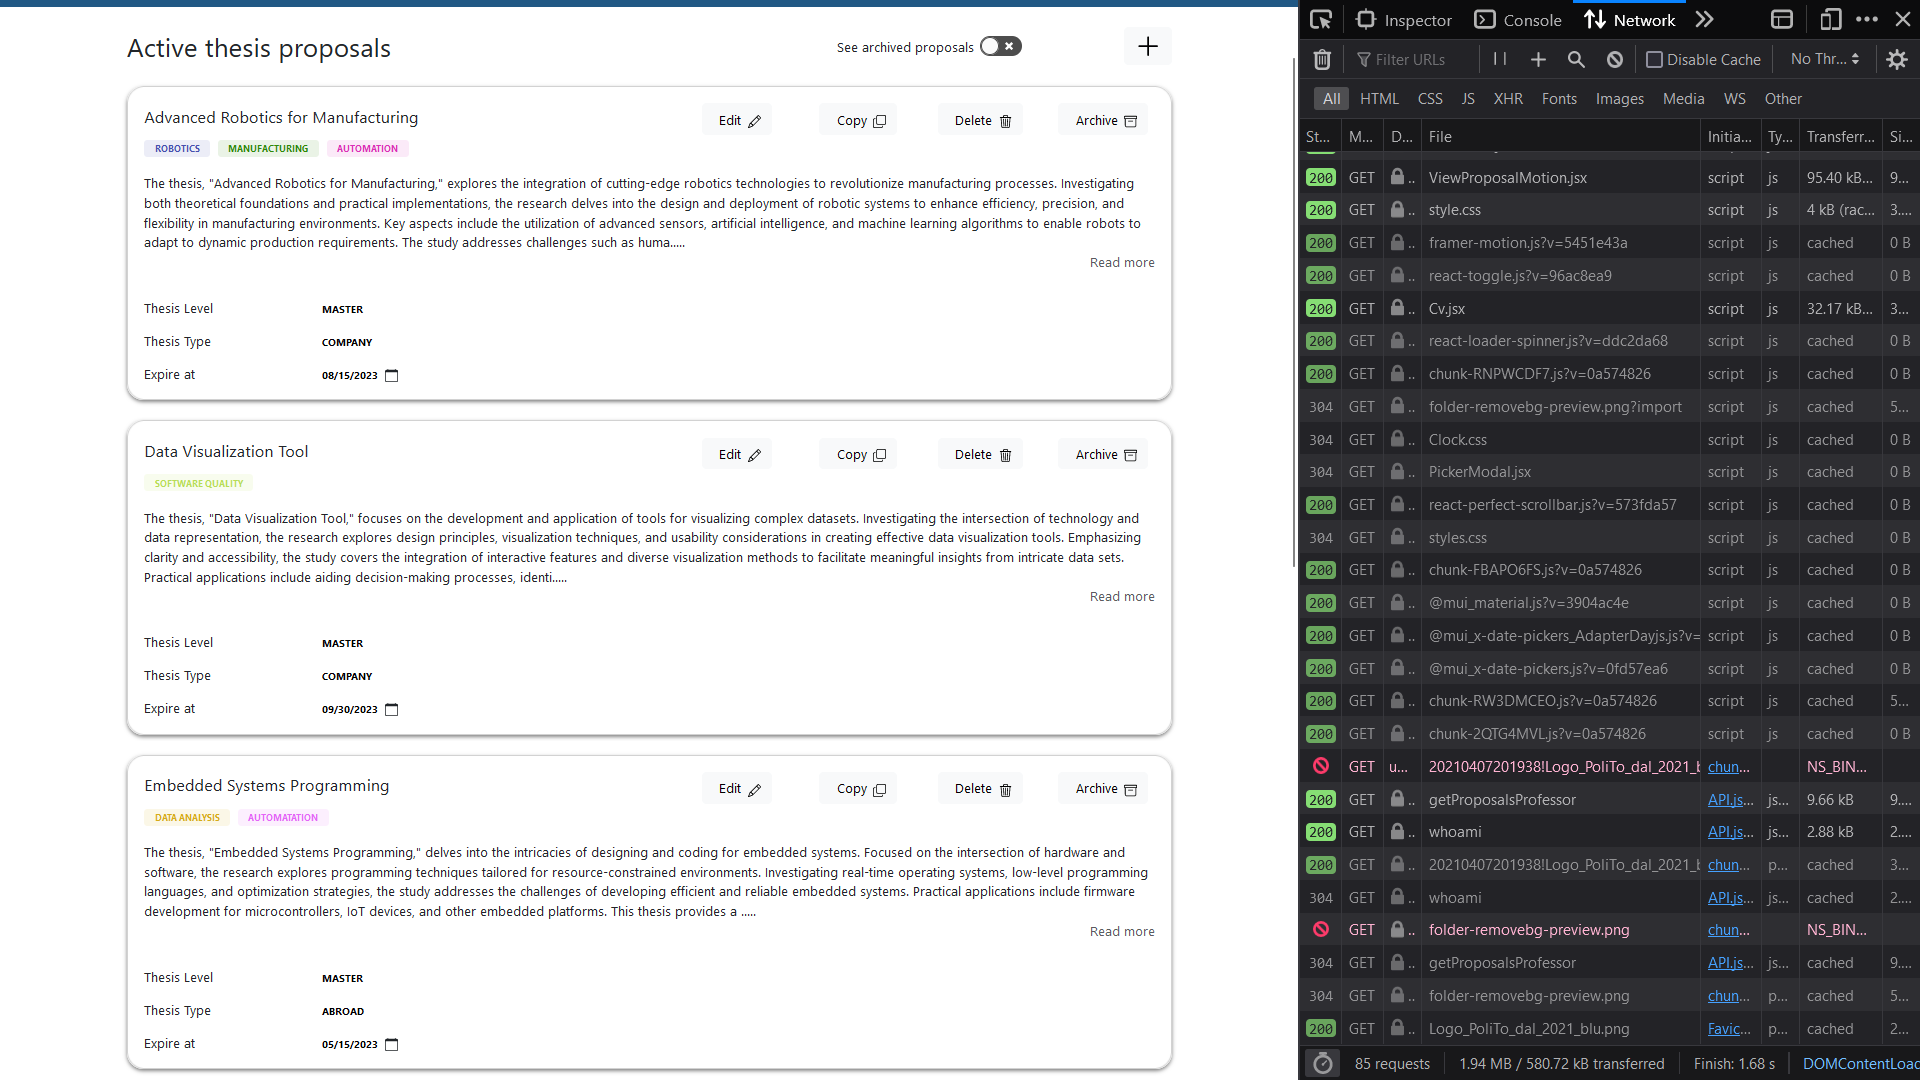 Active thesis proposals
See archived proposals
Advanced Robotics for Manufacturing
Edit
Copy
Delete
Archive
ROBOTICS MANUFACTURING AUTOMATION
The thesis, "Advanced Robotics for Manufacturing," explores the integration of cutting-edge robotics technologies to revolutionize manufacturing processes. Investigating
both theoretical foundations and practical implementations, the research delves into the design and deployment of robotic systems to enhance efficiency, precision, and
flexibility in manufacturing environments. Key aspects include the utilization of advanced sensors, artificial intelligence, and machine learning algorithms to enable robots to
adapt to dynamic production requirements. The study addresses challenges such as huma.....
Read more
Thesis Level MASTER
Thesis Type COMPANY
Expire at 08/15/2023
Data Visualization Tool
Edit
Copy
Delete
Archive
SOFTWARE QUALITY
The thesis, "Data Visualization Tool," focuses on the development and application of tools for visualizing complex datasets. Investigating the intersection of technology and
data representation, the research explores design principles, visualization techniques, and usability considerations in creating effective data visualization tools. Emphasizing
clarity and accessibility, the study covers the integration of interactive features and diverse visualization methods to facilitate meaningful insights from intricate data sets.
Practical applications include aiding decision-making processes, identi.....
Read more
Thesis Level MASTER
Thesis Type COMPANY
Expire at 09/30/2023
Embedded Systems Programming
Edit
Copy
Delete
Archive
DATA ANALYSIS AUTOMATATION
The thesis, "Embedded Systems Programming," delves into the intricacies of designing and coding for embedded systems. Focused on the intersection of hardware and
software, the research explores programming techniques tailored for resource-constrained environments. Investigating real-time operating systems, low-level programming
languages, and optimization strategies, the study addresses the challenges of developing efficient and reliable embedded systems. Practical applications include firmware
development for microcontrollers, IoT devices, and other embedded platforms. This thesis provides a .....
Read more
Thesis Level MASTER
Thesis Type ABROAD
Expire at 05/15/2023
Inspector Console Network
Filter URLs Disable Cache No Thr...
All HTML CSS JS XHR Fonts Images Media WS Other
St... M... D... File Initia... Ty... Transferr... Si...
200 GET .. ViewProposalMotion.jsx script js 95.40 kB... 9...
200 GET .. style.css script js 4 kB (rac... 3....
200 GET .. framer-motion.js?v=5451e43a script js cached 0 B
200 GET .. react-toggle.js?v=96ac8ea9 script js cached 0 B
200 GET .. Cv.jsx script js 32.17 kB... 3...
200 GET .. react-loader-spinner.js?v=ddc2da68 script js cached 0 B
200 GET .. chunk-RNPWCDF7.js?v=0a574826 script js cached 0 B
304 GET .. folder-removebg-preview.png?import script js cached 5...
304 GET .. Clock.css script js cached 0 B
304 GET .. PickerModal.jsx script js cached 0 B
200 GET .. react-perfect-scrollbar.js?v=573fda57 script js cached 0 B
304 GET .. styles.css script js cached 0 B
200 GET .. chunk-FBAPO6FS.js?v=0a574826 script js cached 0 B
200 GET .. @mui_material.js?v=3904ac4e script js cached 0 B
200 GET .. @mui_x-date-pickers_AdapterDayjs.js?v= script js cached 0 B
200 GET .. @mui_x-date-pickers.js?v=0fd57ea6 script js cached 0 B
200 GET .. chunk-RW3DMCEO.js?v=0a574826 script js cached 5...
200 GET .. chunk-2QTG4MVL.js?v=0a574826 script js cached 0 B
GET u... 20210407201938!Logo_PoliTo_dal_2021_b chun... NS_BIN...
200 GET .. getProposalsProfessor API.js... js... 9.66 kB 9....
200 GET .. whoami API.js... js... 2.88 kB 2....
200 GET .. 20210407201938!Logo_PoliTo_dal_2021_b chun... p... cached 3...
304 GET .. whoami API.js... js... cached 2....
GET .. folder-removebg-preview.png chun... NS_BIN...
304 GET .. getProposalsProfessor API.js... js... cached 9....
304 GET .. folder-removebg-preview.png chun... p... cached 5...
200 GET .. Logo_PoliTo_dal_2021_blu.png Favic... p... cached 2...
85 requests 1.94 MB / 580.72 kB transferred Finish: 1.68 s DOMContentLoad